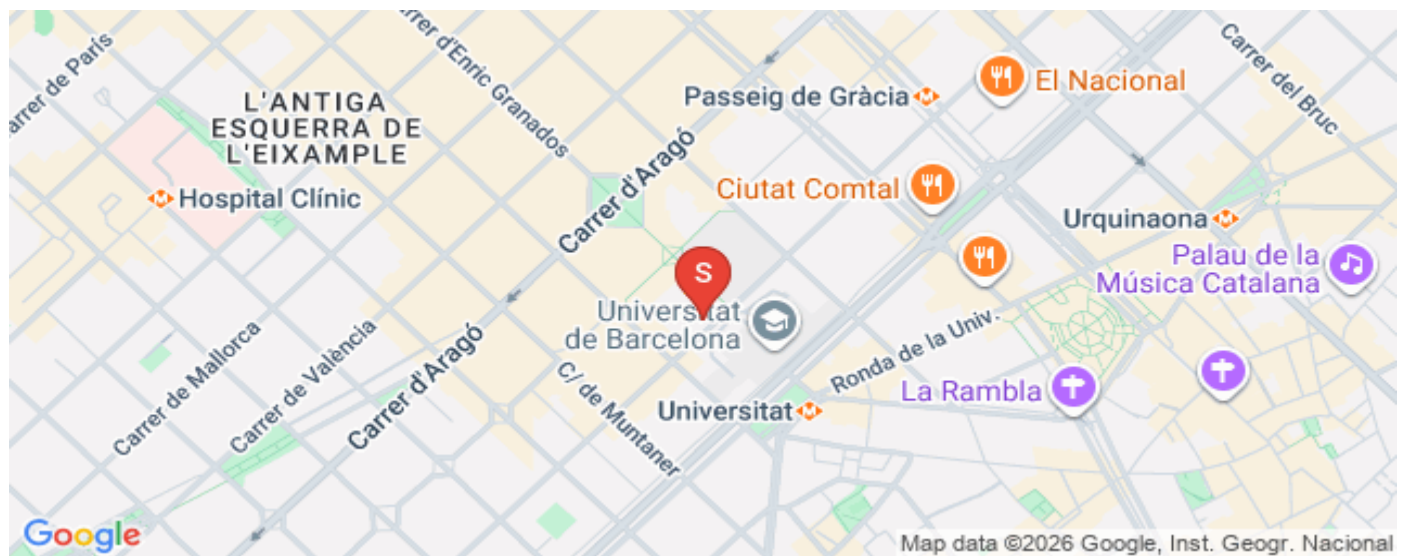 Carrer de París
Carrer d'Enric Granados
Carrer del Bruc
El Nacional
Passeig de Gràcia
L'ANTIGA
ESQUERRA DE
L'EIXAMPLE
Carrer d'Aragó
Ciutat Comtal
Hospital Clínic
Urquinaona
Palau de la
Música Catalana
S
Universitat
de Barcelona
Ronda de la Univ.
Carrer de Mallorca
Carrer de València
Carrer d'Aragó
C/ de Muntaner
La Rambla
Universitat
Google
Map data ©2026 Google, Inst. Geogr. Nacional